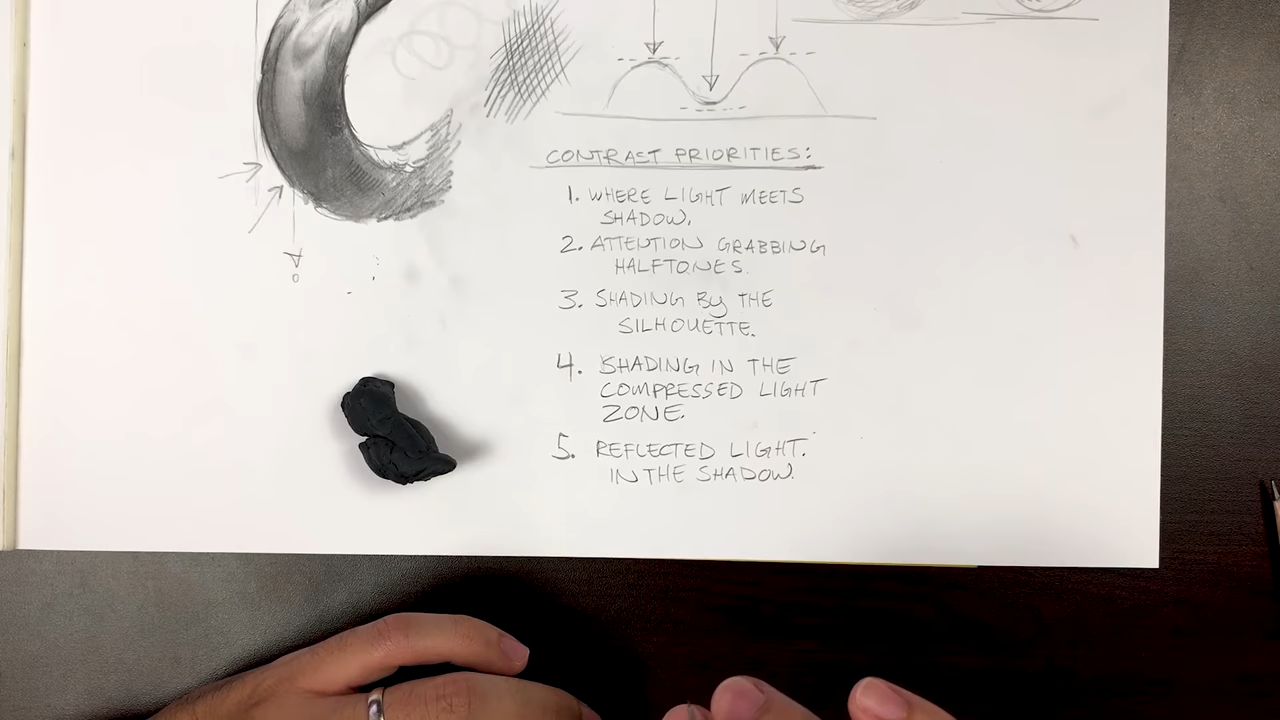 CONTRAST PRIORITIES:
1. WHERE LIGHT MEETS
SHADOW.
2. ATTENTION GRABBING
HALFTONES.
3. SHADING BY THE
SILHOUETTE.
4. SHADING IN THE
COMPRESSED LIGHT
ZONE.
5. REFLECTED LIGHT.
IN THE SHADOW.